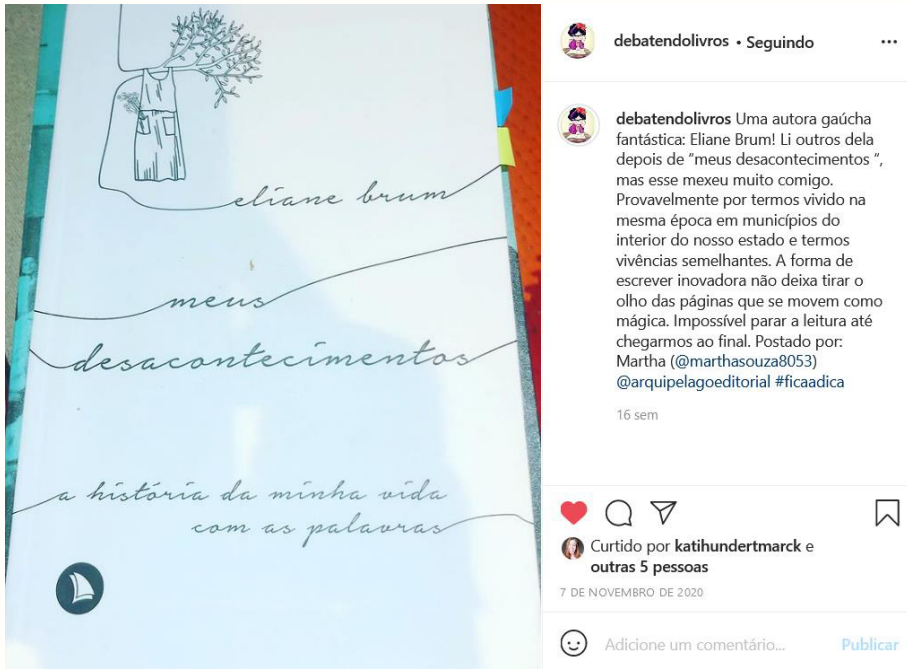 eliane brum
meus
desacontecimentos
a história da minha vida
com as palavras
debatendolivros • Seguindo
debatendolivros Uma autora gaúcha
fantástica: Eliane Brum! Li outros dela
depois de “meus desacontecimentos “,
mas esse mexeu muito comigo.
Provavelmente por termos vivido na
mesma época em municípios do
interior do nosso estado e termos
vivências semelhantes. A forma de
escrever inovadora não deixa tirar o
olho das páginas que se movem como
mágica. Impossível parar a leitura até
chegarmos ao final. Postado por:
Martha (@marthasouza8053)
@arquipelagoeditorial #ficaadica
16 sem
Curtido por katihundertmarck e
outras 5 pessoas
7 DE NOVEMBRO DE 2020
Adicione um comentário... Publicar